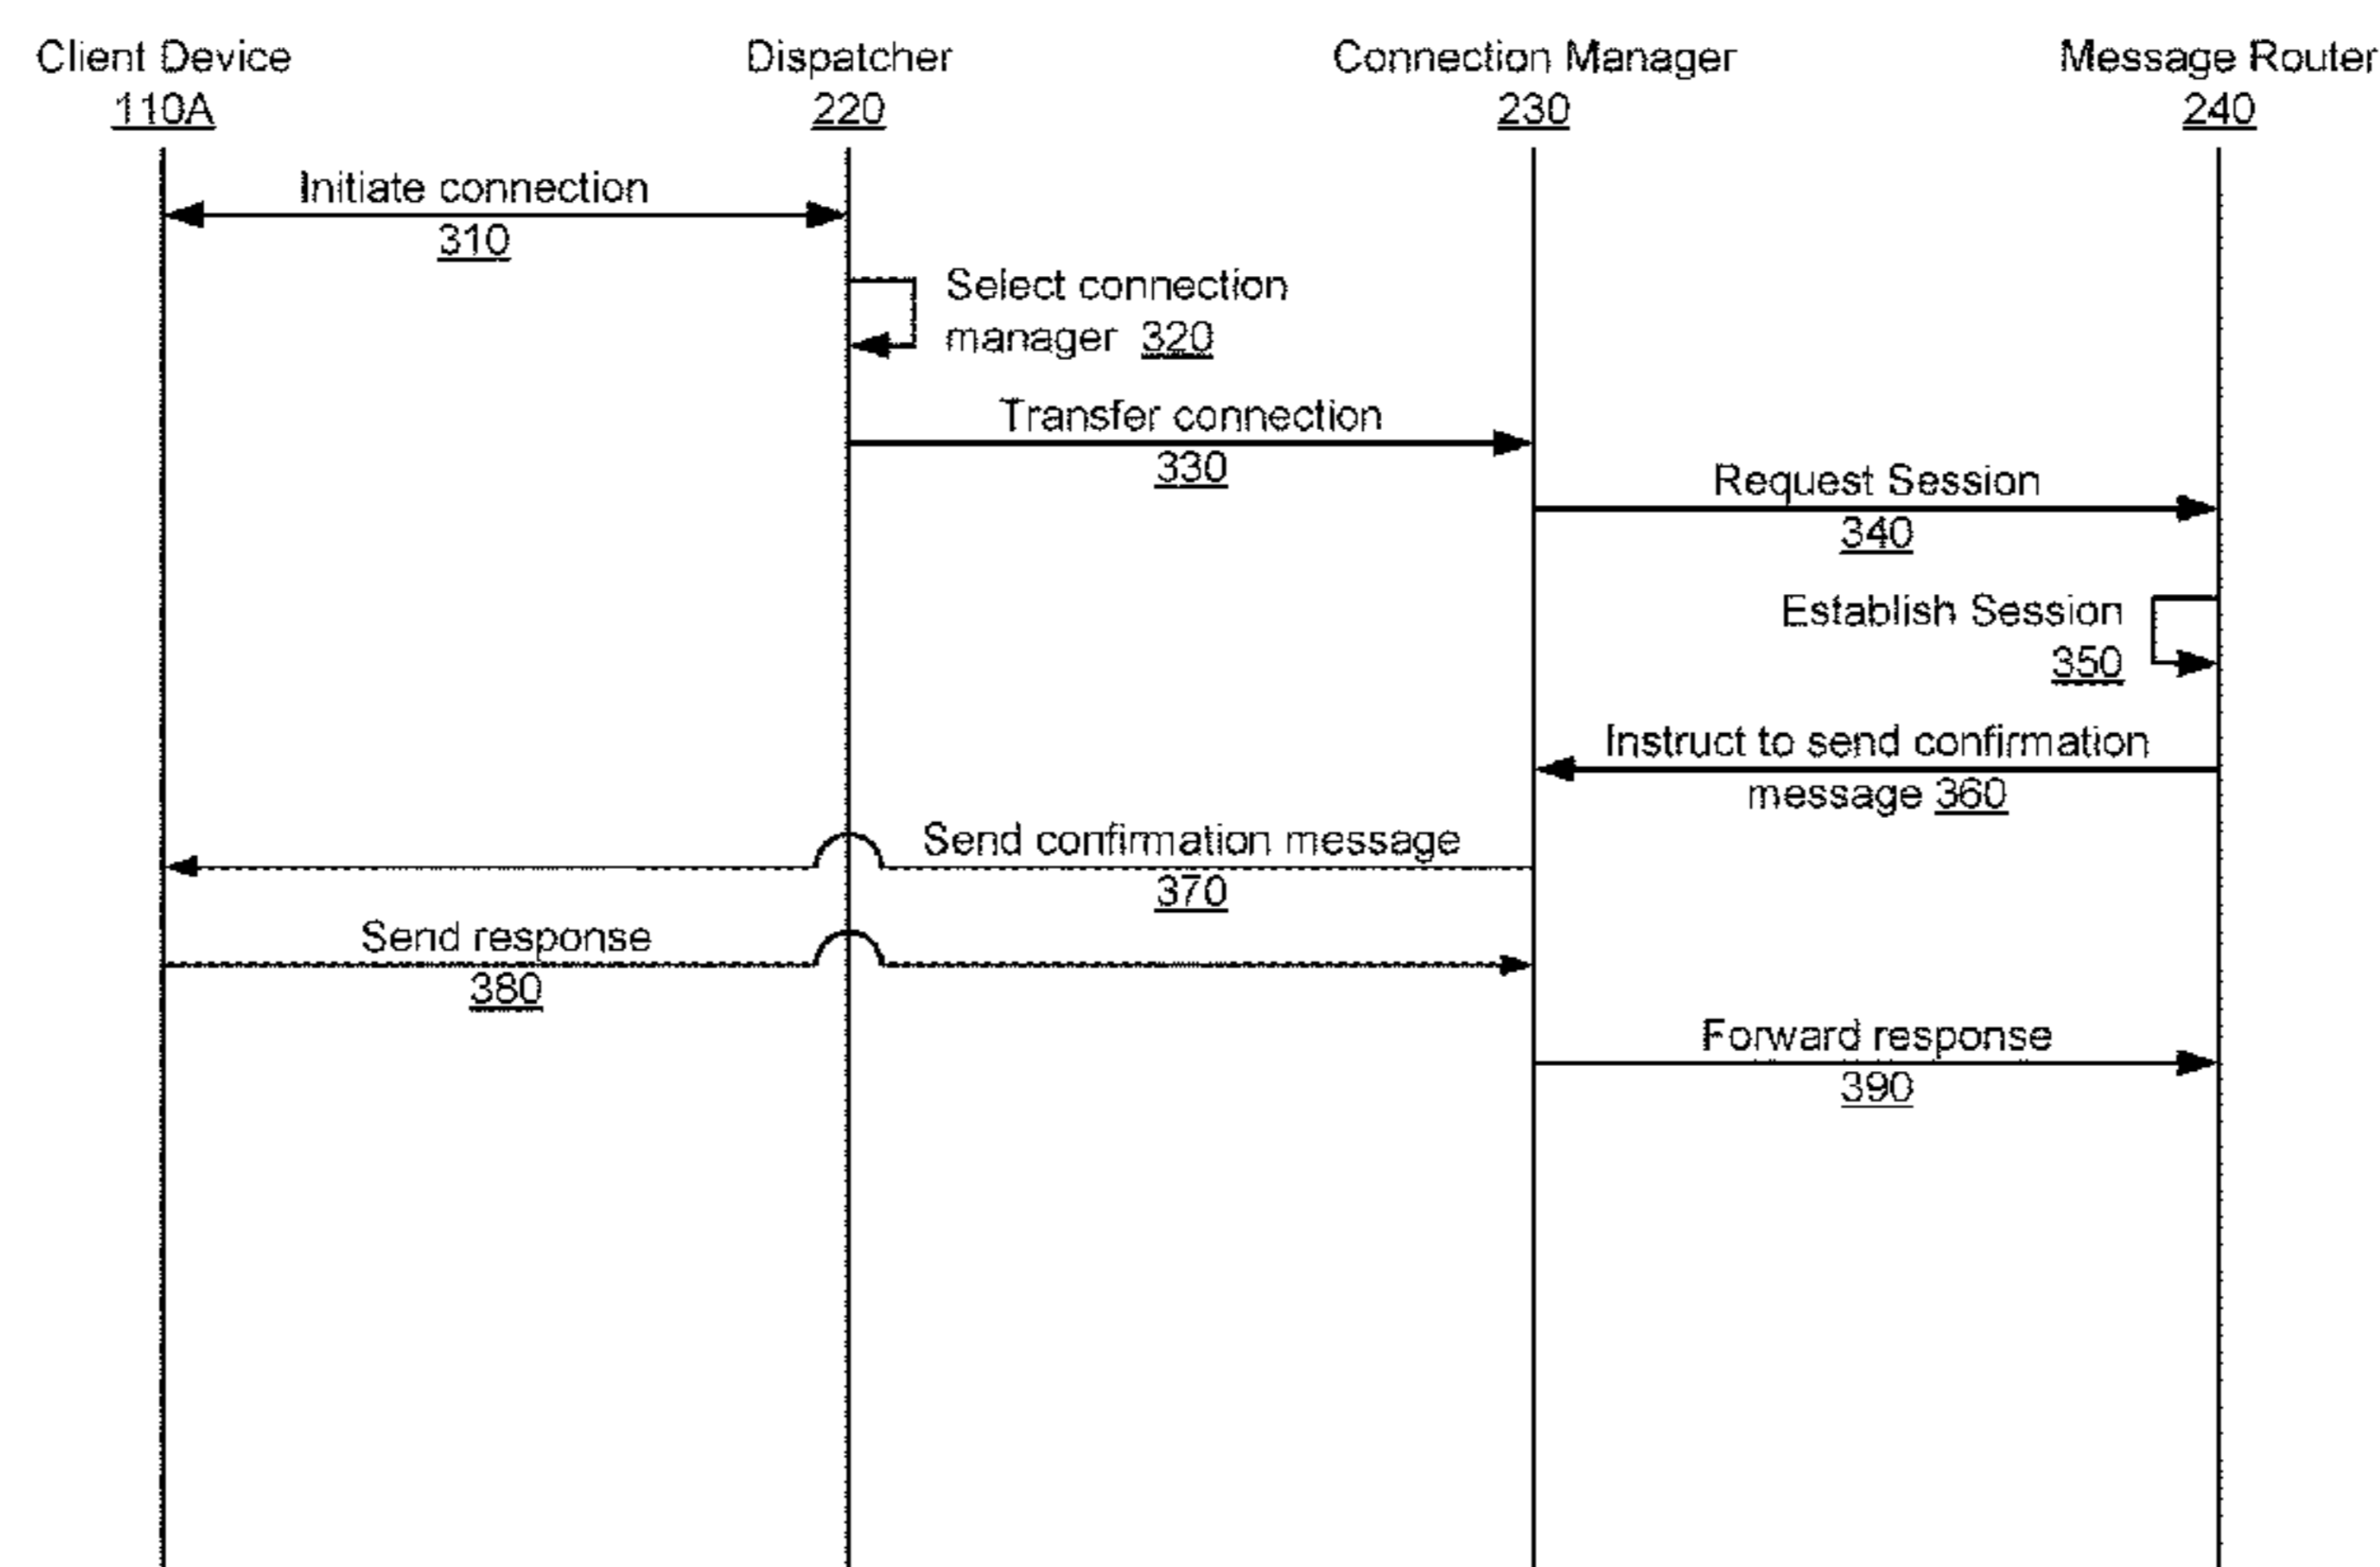 Client Device
110A
Dispatcher
220
Connection Manager
230
Message Router
240
Initiate connection
310
Select connection
manager 320
Transfer connection
330
Request Session
340
Establish Session
350
Instruct to send confirmation
message 360
Send confirmation message
370
Send response
380
Forward response
390